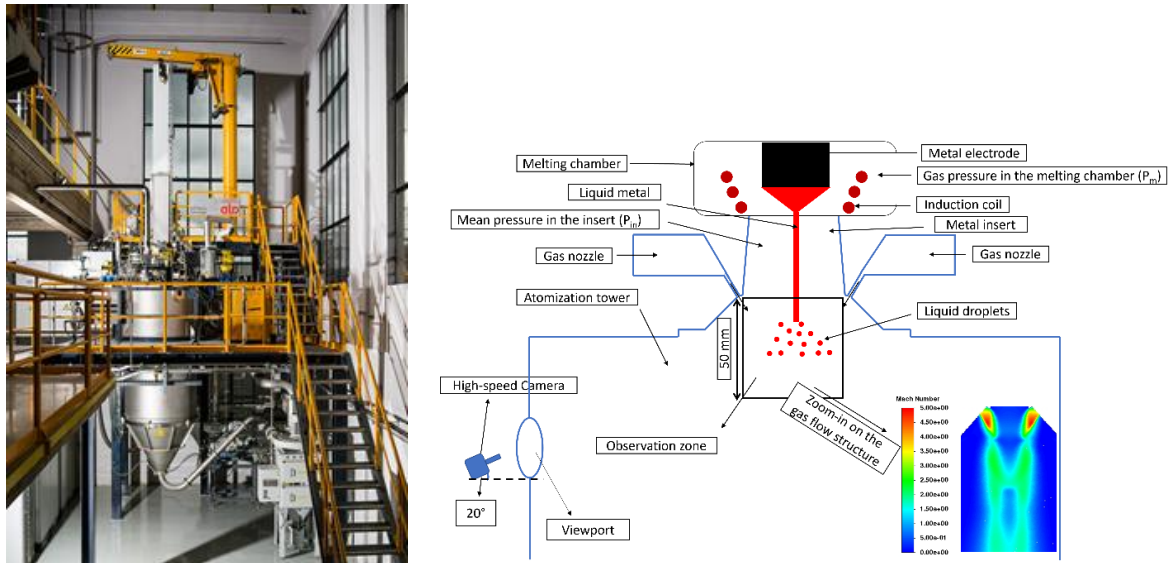 ald
Melting chamber
Metal electrode
Liquid metal
Gas pressure in the melting chamber (Pm)
Induction coil
Mean pressure in the insert (Pin)
Metal insert
Gas nozzle
Gas nozzle
Atomization tower
Liquid droplets
50 mm
High-speed Camera
Observation zone
Zoom-in on the
gas flow structure
20°
Viewport
Mach Number
5.00e+00
4.50e+00
4.00e+00
3.50e+00
3.00e+00
2.50e+00
2.00e+00
1.50e+00
1.00e+00
5.00e-01
0.00e+00